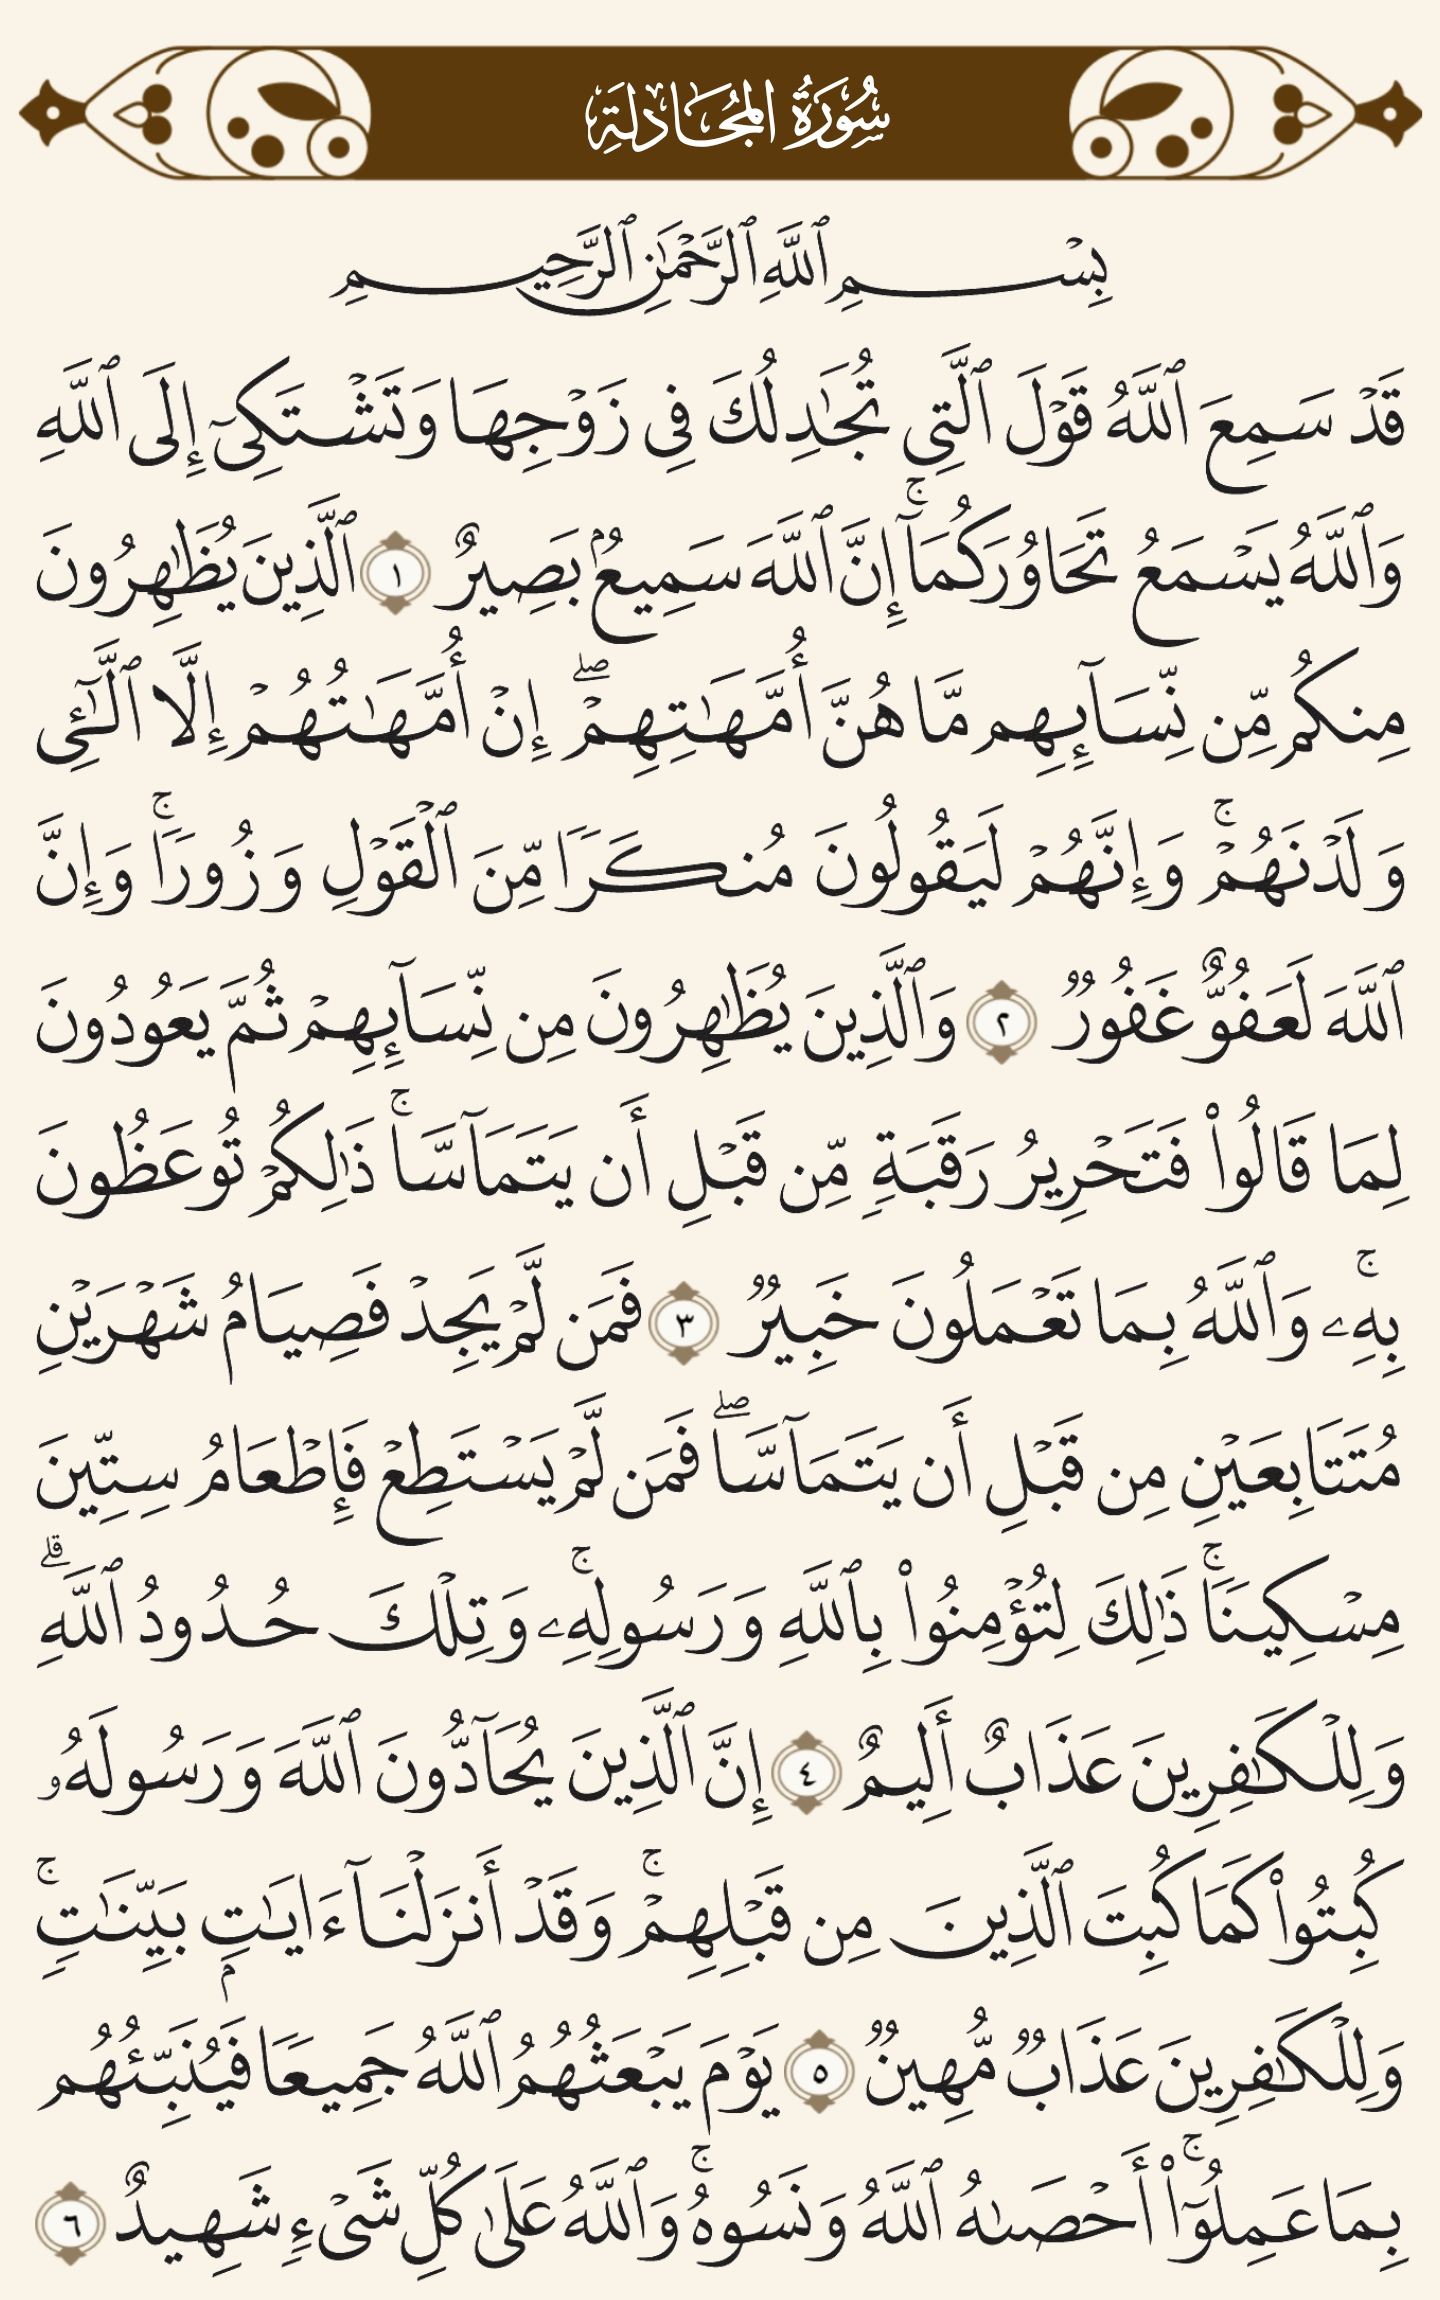 سُورَةُ المُجَادلَةِ
بِسْمِ ٱللَّهِ ٱلرَّحْمَٰنِ ٱلرَّحِيمِ
قَدْ سَمِعَ ٱللَّهُ قَوْلَ ٱلَّتِى تُجَٰدِلُكَ فِى زَوْجِهَا وَتَشْتَكِىٓ إِلَى ٱللَّهِ
وَٱللَّهُ يَسْمَعُ تَحَاوُرَكُمَآ ۚ إِنَّ ٱللَّهَ سَمِيعٌۢ بَصِيرٌ ١ ٱلَّذِينَ يُظَٰهِرُونَ
مِنكُم مِّن نِّسَآئِهِم مَّا هُنَّ أُمَّهَٰتِهِمْ ۖ إِنْ أُمَّهَٰتُهُمْ إِلَّا ٱلَّٰٓـِٔى
وَلَدْنَهُمْ ۚ وَإِنَّهُمْ لَيَقُولُونَ مُنكَرًا مِّنَ ٱلْقَوْلِ وَزُورًا ۚ وَإِنَّ
ٱللَّهَ لَعَفُوٌّ غَفُورٌ ٢ وَٱلَّذِينَ يُظَٰهِرُونَ مِن نِّسَآئِهِمْ ثُمَّ يَعُودُونَ
لِمَا قَالُوا۟ فَتَحْرِيرُ رَقَبَةٍ مِّن قَبْلِ أَن يَتَمَآسَّا ۚ ذَٰلِكُمْ تُوعَظُونَ
بِهِۦ ۚ وَٱللَّهُ بِمَا تَعْمَلُونَ خَبِيرٌ ٣ فَمَن لَّمْ يَجِدْ فَصِيَامُ شَهْرَيْنِ
مُتَتَابِعَيْنِ مِن قَبْلِ أَن يَتَمَآسَّا ۖ فَمَن لَّمْ يَسْتَطِعْ فَإِطْعَامُ سِتِّينَ
مِسْكِينًا ۚ ذَٰلِكَ لِتُؤْمِنُوا۟ بِٱللَّهِ وَرَسُولِهِۦ ۚ وَتِلْكَ حُدُودُ ٱللَّهِ ۗ
وَلِلْكَٰفِرِينَ عَذَابٌ أَلِيمٌ ٤ إِنَّ ٱلَّذِينَ يُحَآدُّونَ ٱللَّهَ وَرَسُولَهُۥ
كُبِتُوا۟ كَمَا كُبِتَ ٱلَّذِينَ مِن قَبْلِهِمْ ۚ وَقَدْ أَنزَلْنَآ ءَايَٰتٍۭ بَيِّنَٰتٍ ۚ
وَلِلْكَٰفِرِينَ عَذَابٌ مُّهِينٌ ٥ يَوْمَ يَبْعَثُهُمُ ٱللَّهُ جَمِيعًا فَيُنَبِّئُهُم
بِمَا عَمِلُوٓا۟ ۚ أَحْصَىٰهُ ٱللَّهُ وَنَسُوهُ ۚ وَٱللَّهُ عَلَىٰ كُلِّ شَىْءٍ شَهِيدٌ ٦